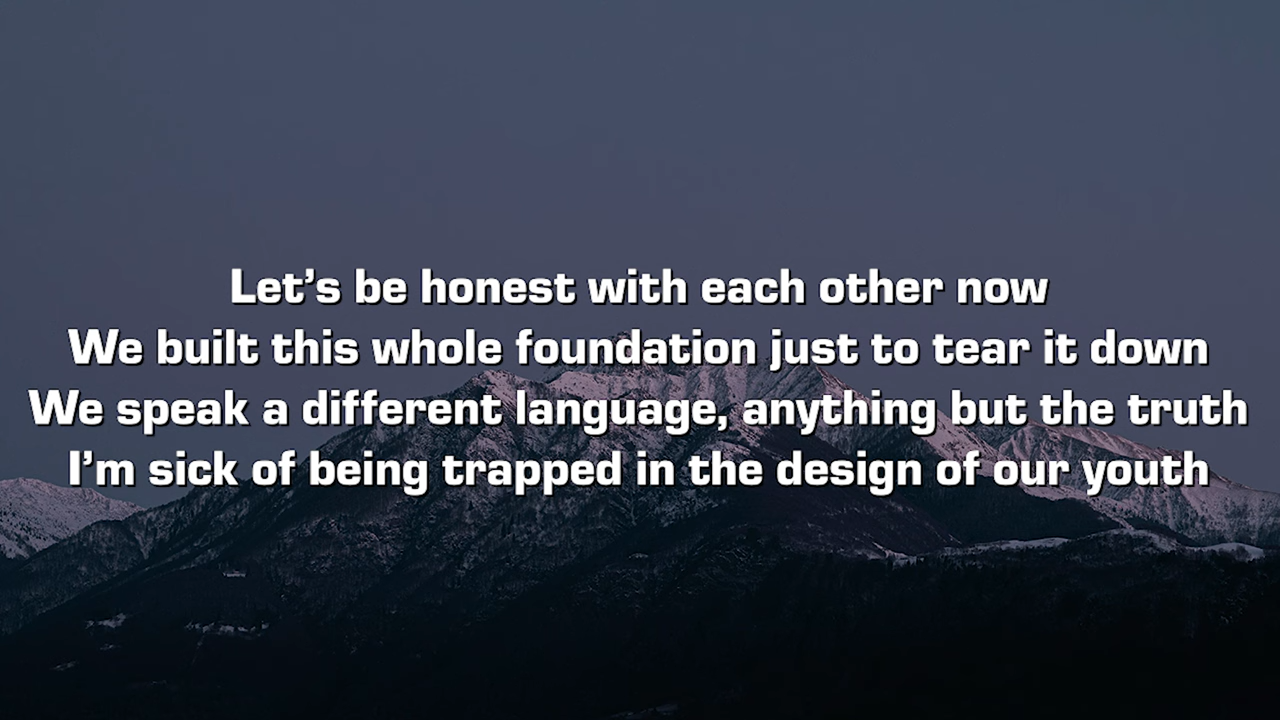 Let’s be honest with each other now
We built this whole foundation just to tear it down
We speak a different language, anything but the truth
I’m sick of being trapped in the design of our youth